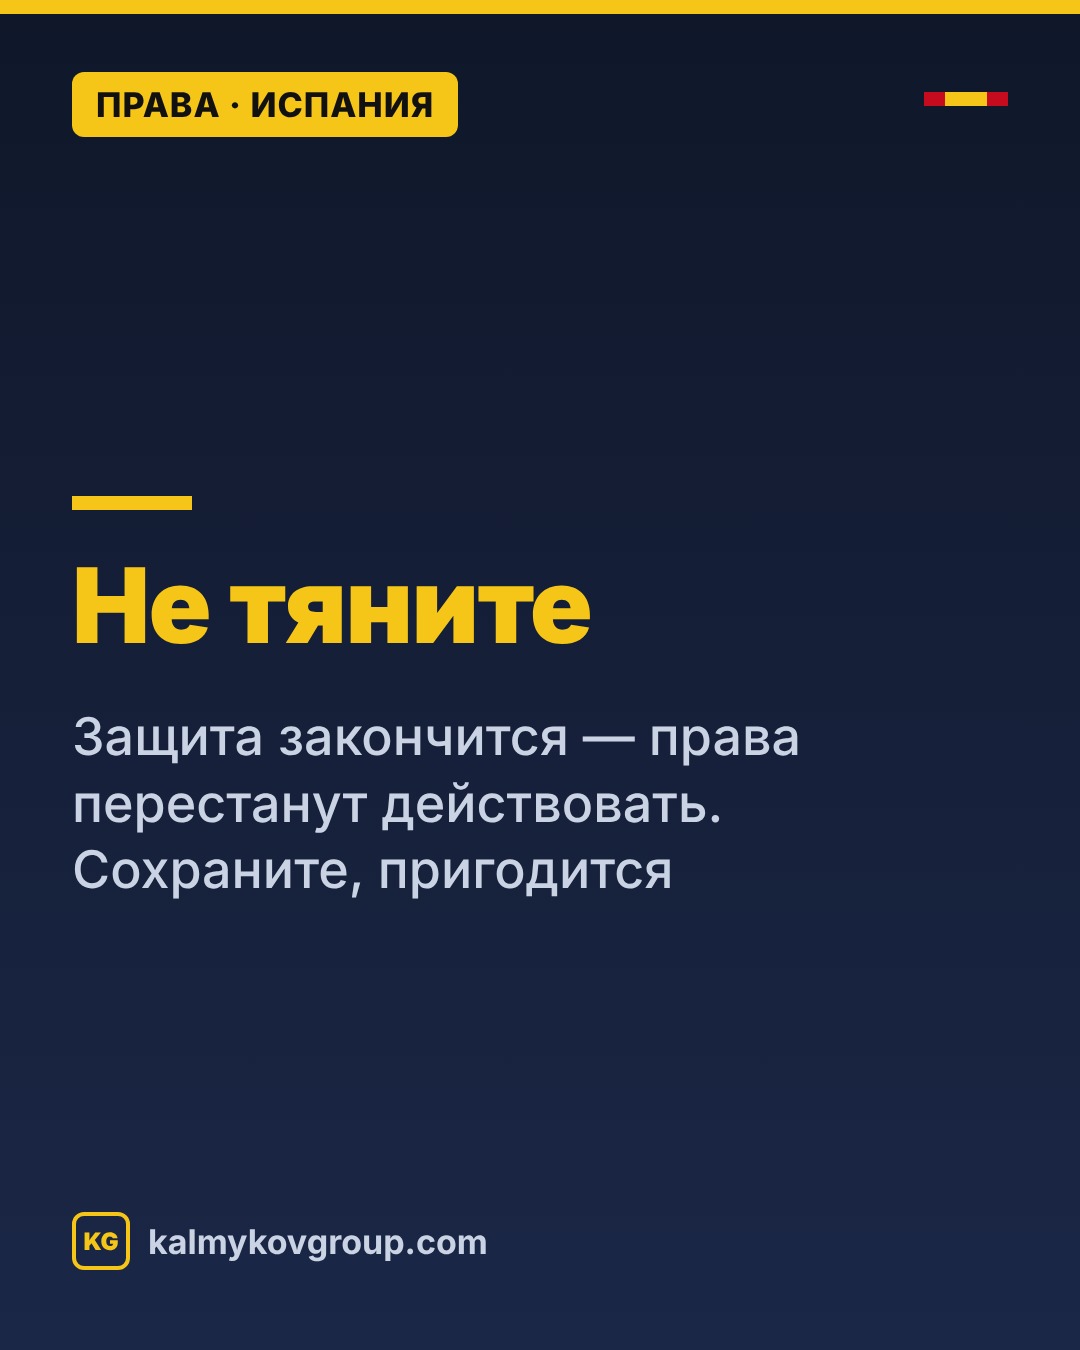 ПРАВА · ИСПАНИЯ
Не тяните
Защита закончится — права
перестанут действовать.
Сохраните, пригодится
KG kalmykovgroup.com